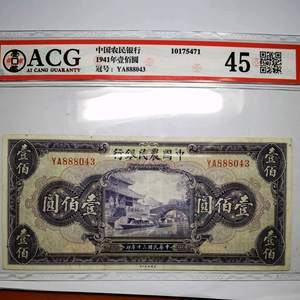 ACG
AI CANG GUARANTY
中国农民银行
1941年壹佰圆
冠号：YA888043
10175471
45
壹佰
行銀民農國中
壹佰
YA888043
YA888043
圓佰壹
圓佰壹
壹佰
壹佰